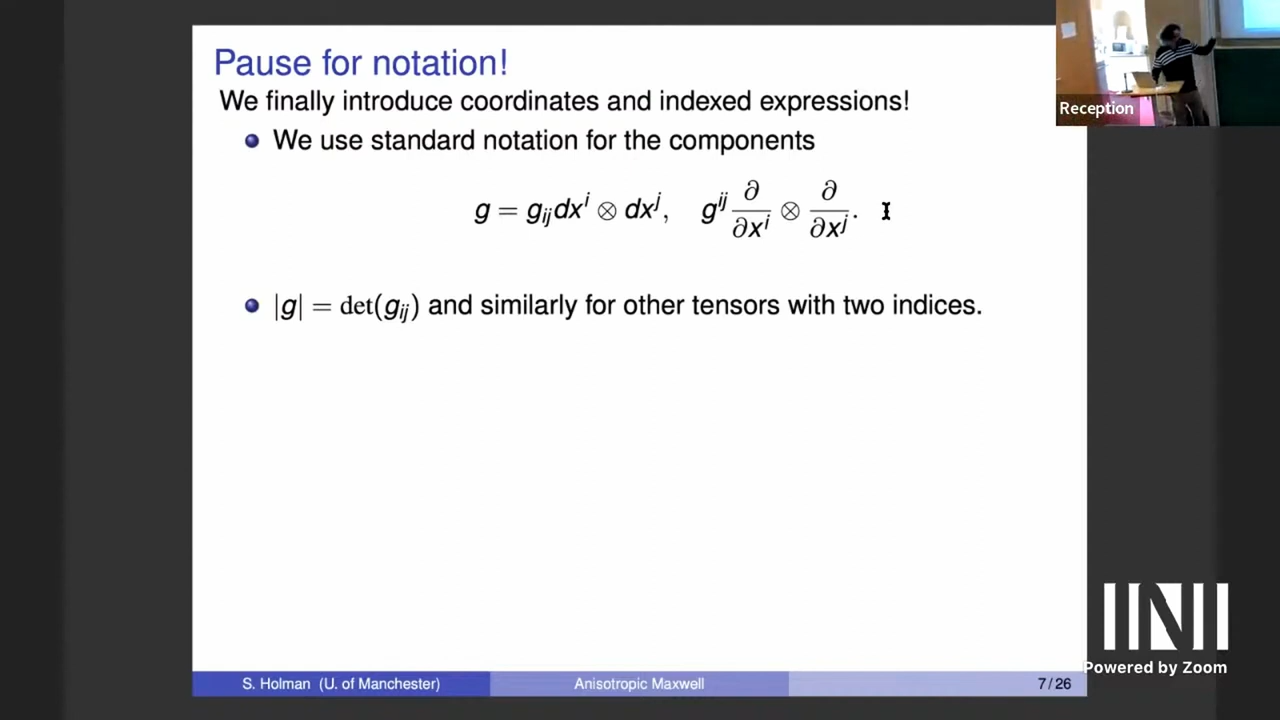 Pause for notation!
We finally introduce coordinates and indexed expressions!
We use standard notation for the components
g = g_{ij} dx^i ⊗ dx^j,   g^{ij} \frac{∂}{∂x^i} ⊗ \frac{∂}{∂x^j}.
|g| = det(g_{ij}) and similarly for other tensors with two indices.
S. Holman (U. of Manchester) Anisotropic Maxwell 7 / 26
Reception
Powered by Zoom